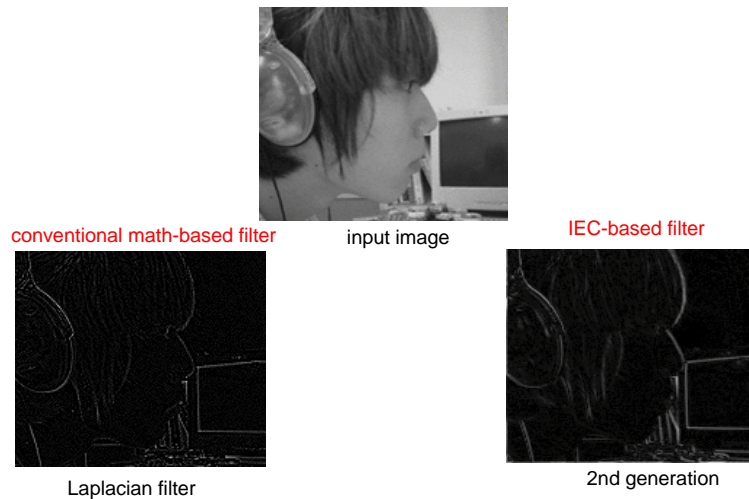 conventional math-based filter
input image
IEC-based filter
Laplacian filter
2nd generation